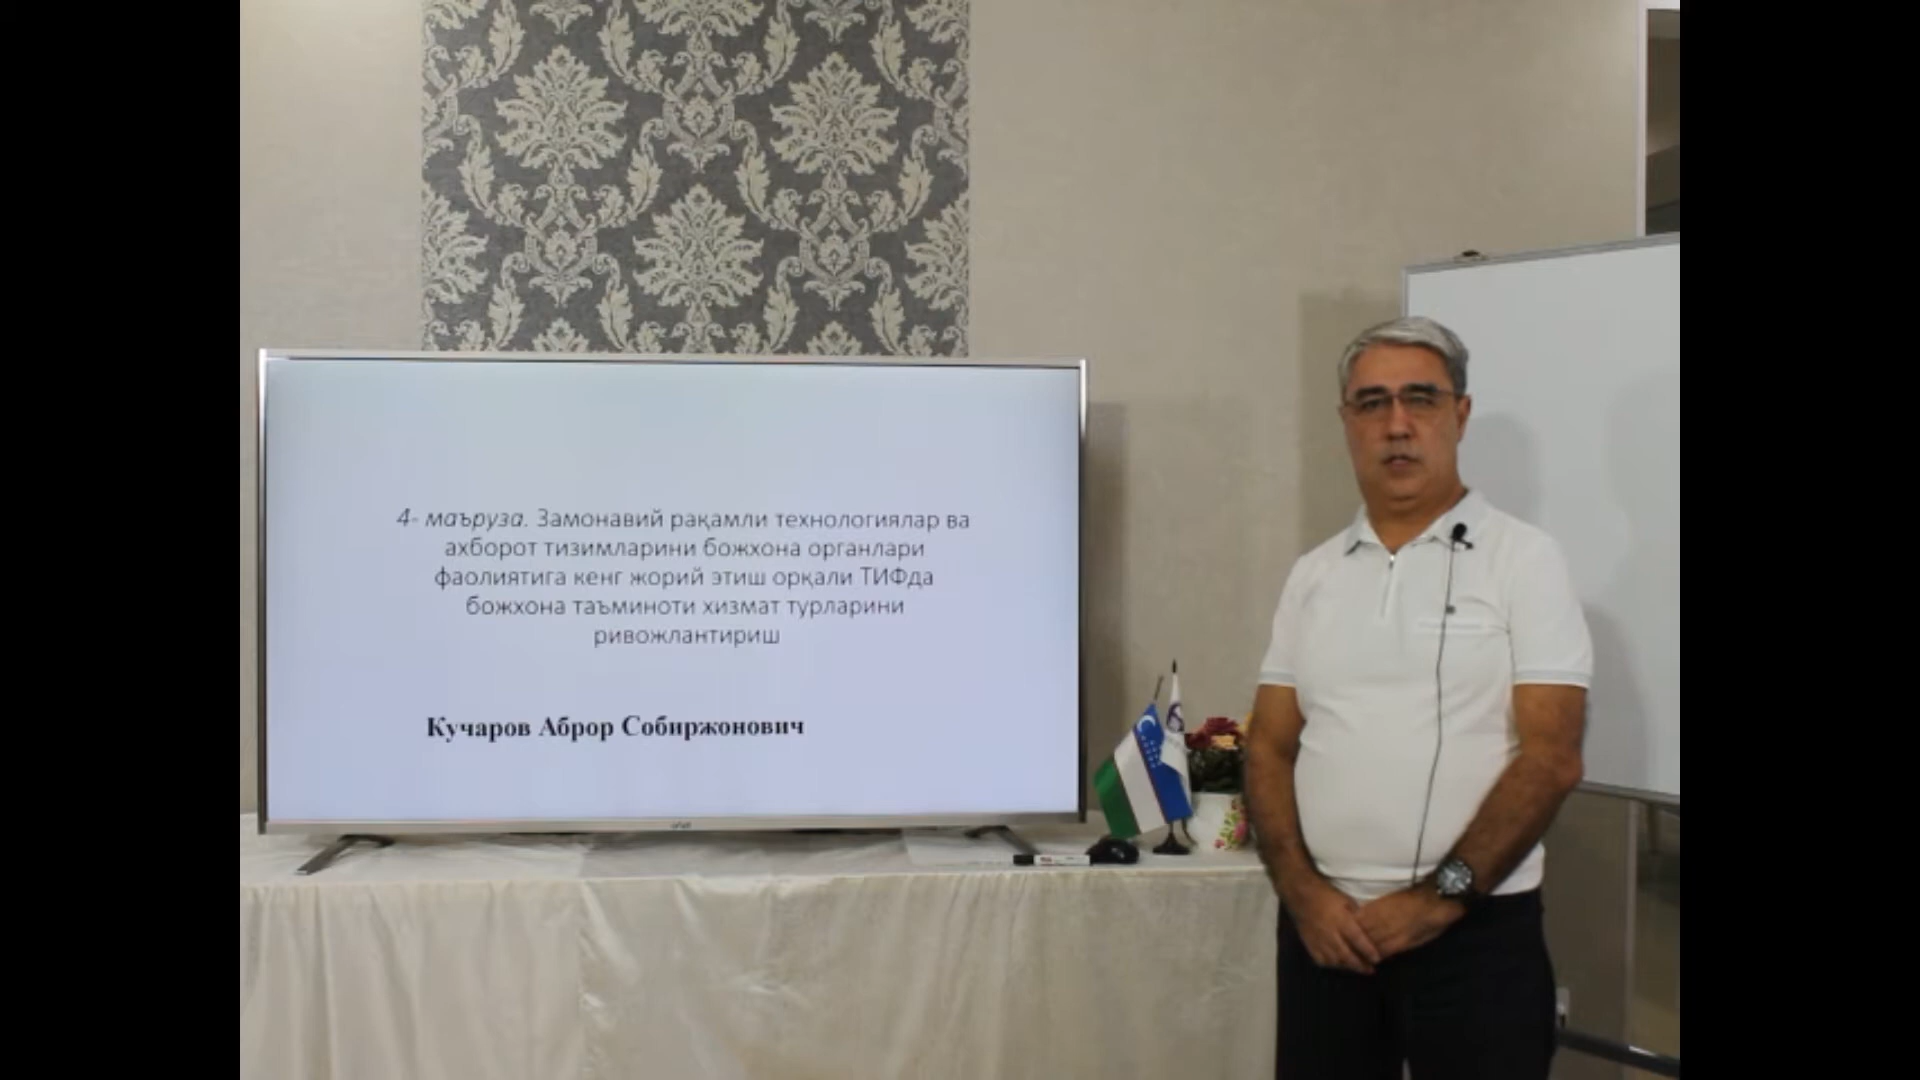 4- маъруза. Замонавий рақамли технологиялар ва
ахборот тизимларини божхона органлари
фаолиятига кенг жорий этиш орқали ТИФда
божхона таъминоти хизмат турларини
ривожлантириш
Кучаров Аброр Собиржонович